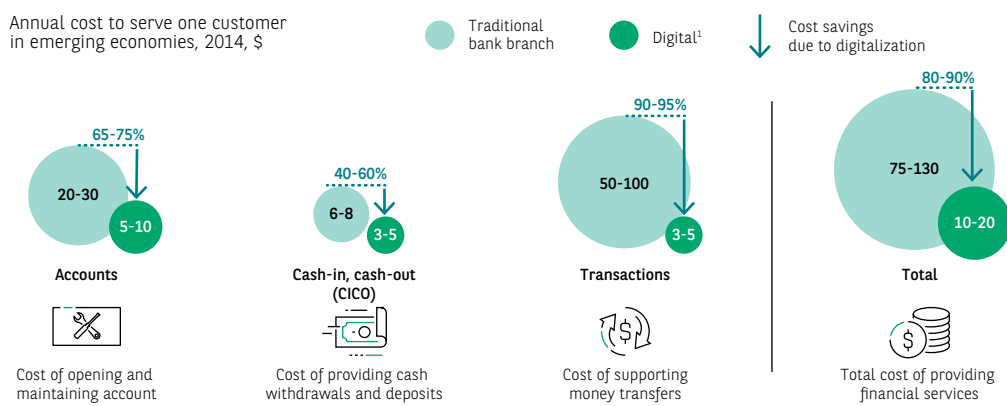 Annual cost to serve one customer
in emerging economies, 2014, $
Traditional
bank branch
Digital¹
Cost savings
due to digitalization
65-75%
20-30
5-10
Accounts
Cost of opening and
maintaining account
40-60%
6-8
3-5
Cash-in, cash-out
(CICO)
Cost of providing cash
withdrawals and deposits
90-95%
50-100
3-5
Transactions
$
Cost of supporting
money transfers
80-90%
75-130
10-20
Total
$
Total cost of providing
financial services